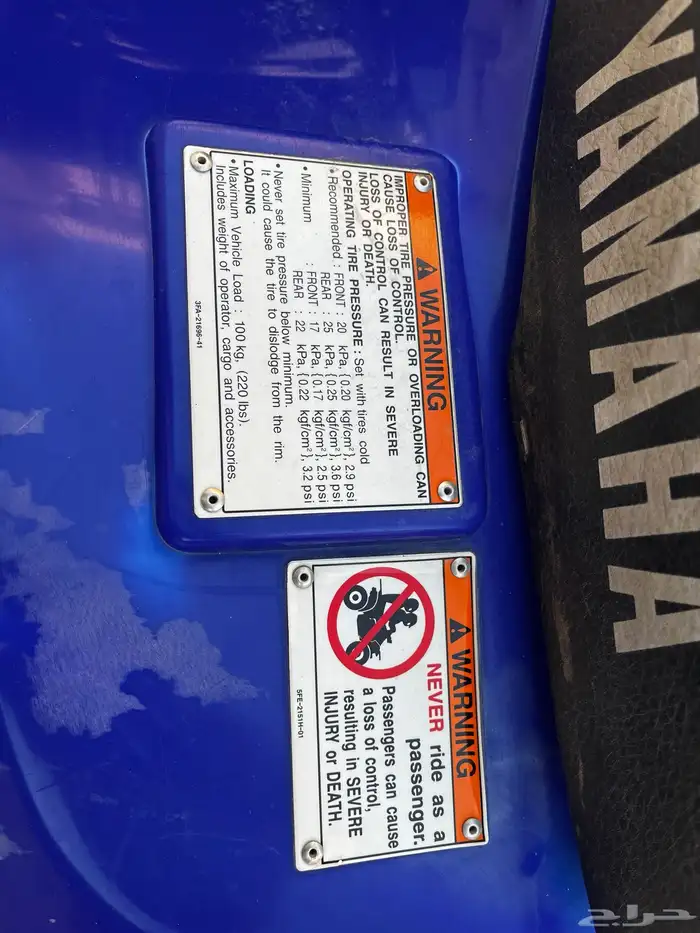 YAMAHA
WARNING
IMPROPER TIRE PRESSURE OR OVERLOADING CAN
CAUSE LOSS OF CONTROL.
LOSS OF CONTROL CAN RESULT IN SEVERE
INJURY OR DEATH.
OPERATING TIRE PRESSURE : Set with tires cold
• Recommended : FRONT : 20 kPa, {0.20 kgf/cm²}, 2.9 psi
REAR : 25 kPa, {0.25 kgf/cm²}, 3.6 psi
• Minimum : FRONT : 17 kPa, {0.17 kgf/cm²}, 2.5 psi
REAR : 22 kPa, {0.22 kgf/cm²}, 3.2 psi
• Never set tire pressure below minimum.
It could cause the tire to dislodge from the rim.
LOADING
• Maximum Vehicle Load : 100 kg, (220 lbs).
Includes weight of operator, cargo and accessories.
3FA-21696-41
WARNING
NEVER ride as a
passenger.
Passengers can cause
a loss of control,
resulting in SEVERE
INJURY or DEATH.
5FE-2151H-01
حراج